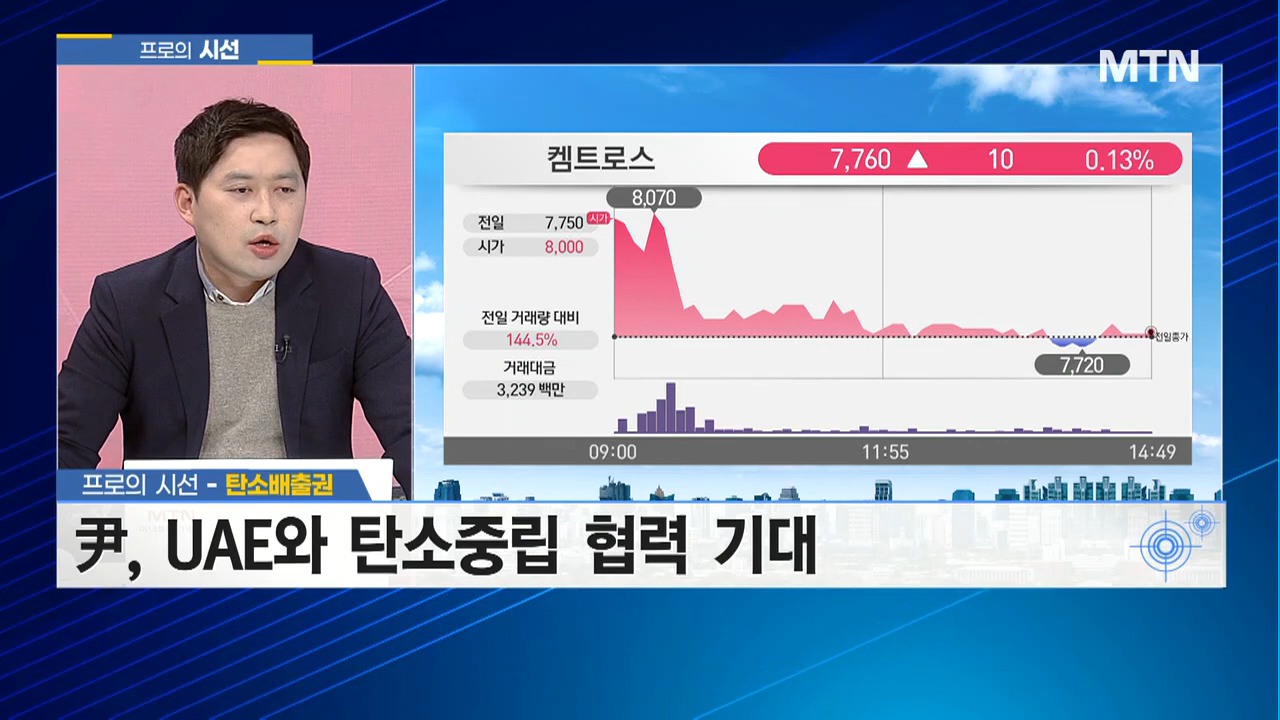 프로의 시선
MTN
켐트로스
7,760 ▲ 10 0.13%
8,070
전일 7,750
시가
시가 8,000
전일 거래량 대비
144.5%
전일종가
거래대금
7,720
3,239 백만
09:00 11:55 14:49
프로의 시선 - 탄소배출권
尹, UAE와 탄소중립 협력 기대